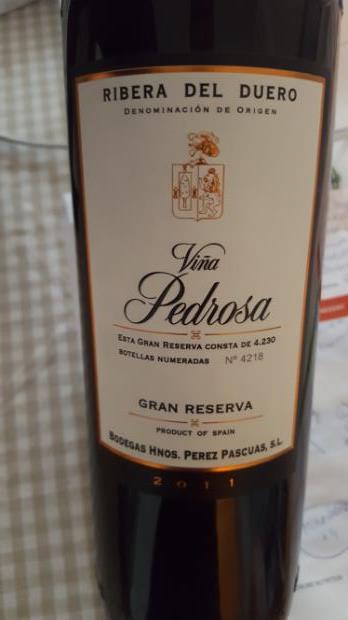 RIBERA DEL DUERO
DENOMINACIÓN DE ORIGEN
Viña
Pedrosa
ESTA GRAN RESERVA CONSTA DE 4.230
BOTELLAS NUMERADAS Nº 4218
GRAN RESERVA
PRODUCT OF SPAIN
BODEGAS HNOS. PEREZ PASCUAS, S.L.
2011